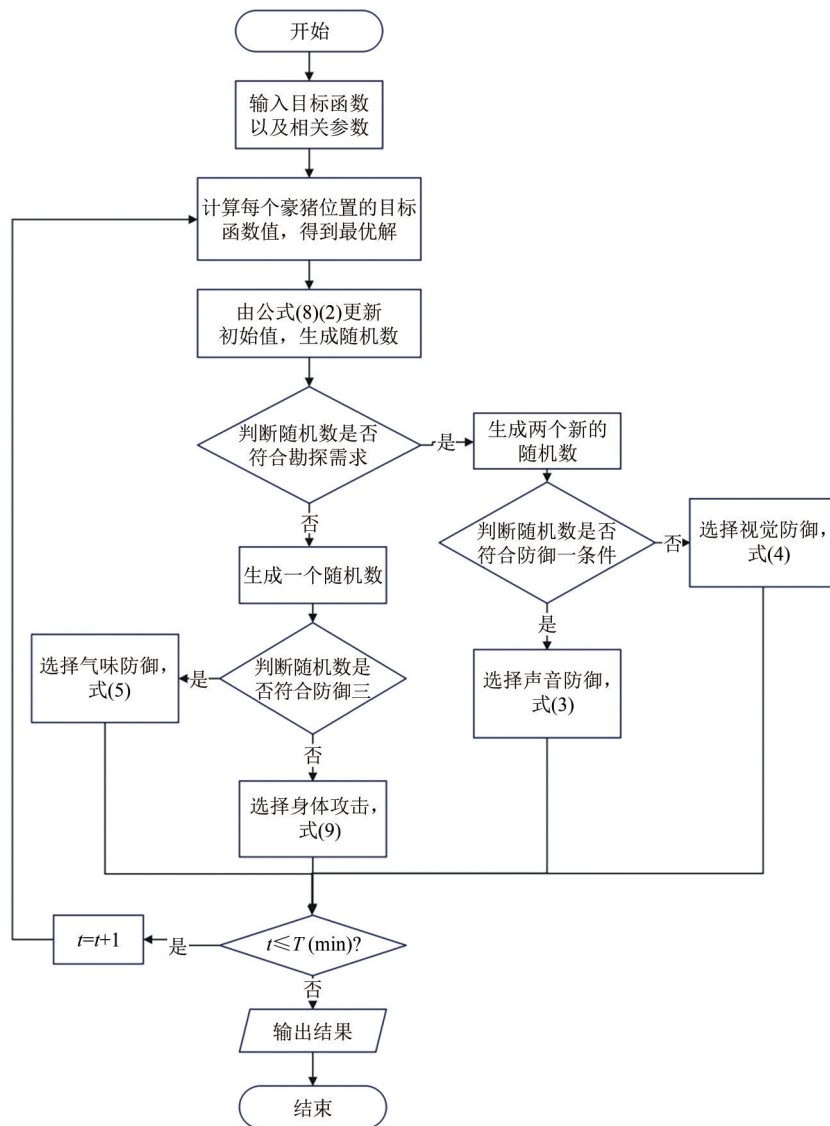 开始
输入目标函数
以及相关参数
计算每个豪猪位置的目标
函数值，得到最优解
由公式(8)(2)更新
初始值，生成随机数
判断随机数是否
符合勘探需求
是
生成两个新的
随机数
否
判断随机数是否
符合防御一条件
否
选择视觉防御，
式(4)
生成一个随机数
是
选择气味防御，
式(5)
是
判断随机数是
否符合防御三
选择声音防御，
式(3)
否
选择身体攻击，
式(9)
t=t+1
是
t≤T (min)?
否
输出结果
结束